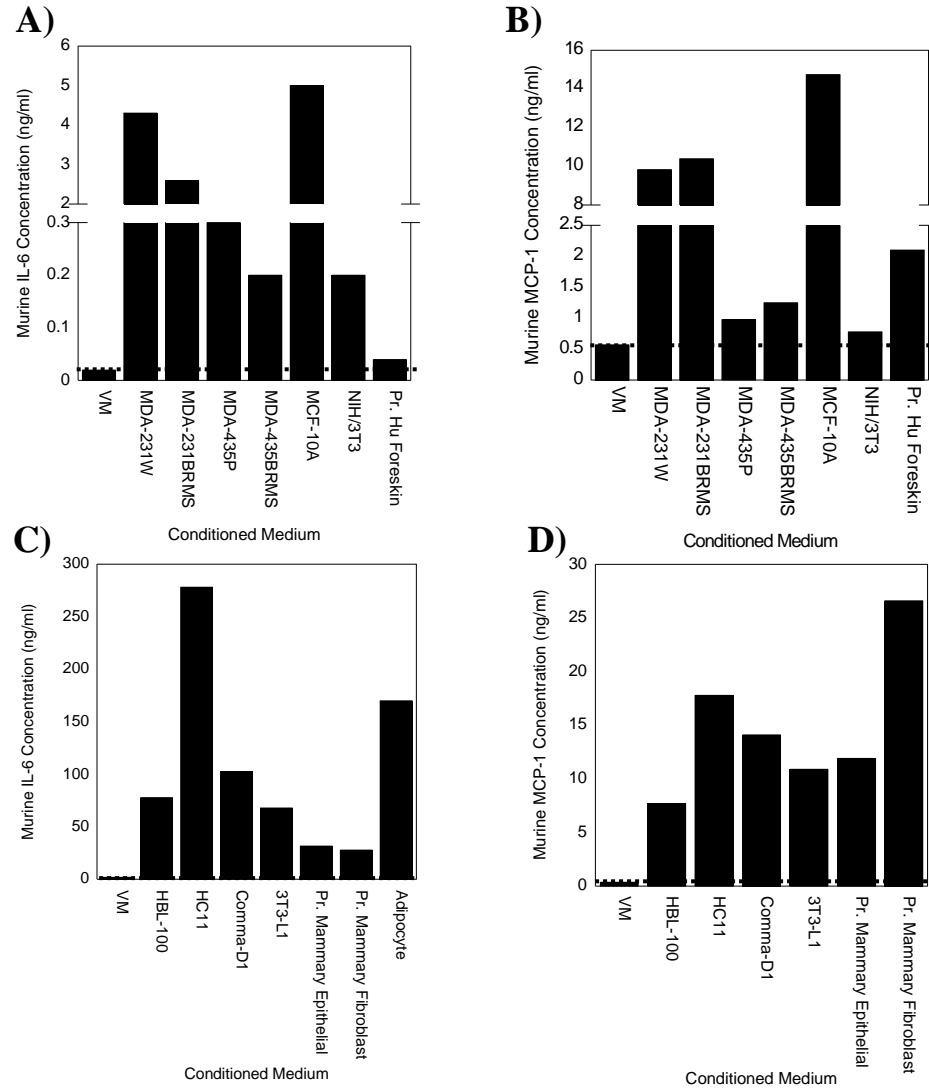 A)
Murine IL-6 Concentration (ng/ml)
6
5
4
3
2
0.3
0.2
0.1
0
VM
MDA-231W
MDA-231BRMS
MDA-435P
MDA-435BRMS
MCF-10A
NIH/3T3
Pr. Hu Foreskin
Conditioned Medium
B)
Murine MCP-1 Concentration (ng/ml)
16
14
12
10
8
2.5
2
1.5
1
0.5
0
VM
MDA-231W
MDA-231BRMS
MDA-435P
MDA-435BRMS
MCF-10A
NIH/3T3
Pr. Hu Foreskin
Conditioned Medium
C)
Murine IL-6 Concentration (ng/ml)
300
250
200
150
100
50
0
VM
HBL-100
HC11
Comma-D1
3T3-L1
Pr. Mammary Epithelial
Pr. Mammary Fibroblast
Adipocyte
Conditioned Medium
D)
Murine MCP-1 Concentration (ng/ml)
30
25
20
15
10
5
0
VM
HBL-100
HC11
Comma-D1
3T3-L1
Pr. Mammary Epithelial
Pr. Mammary Fibroblast
Conditioned Medium